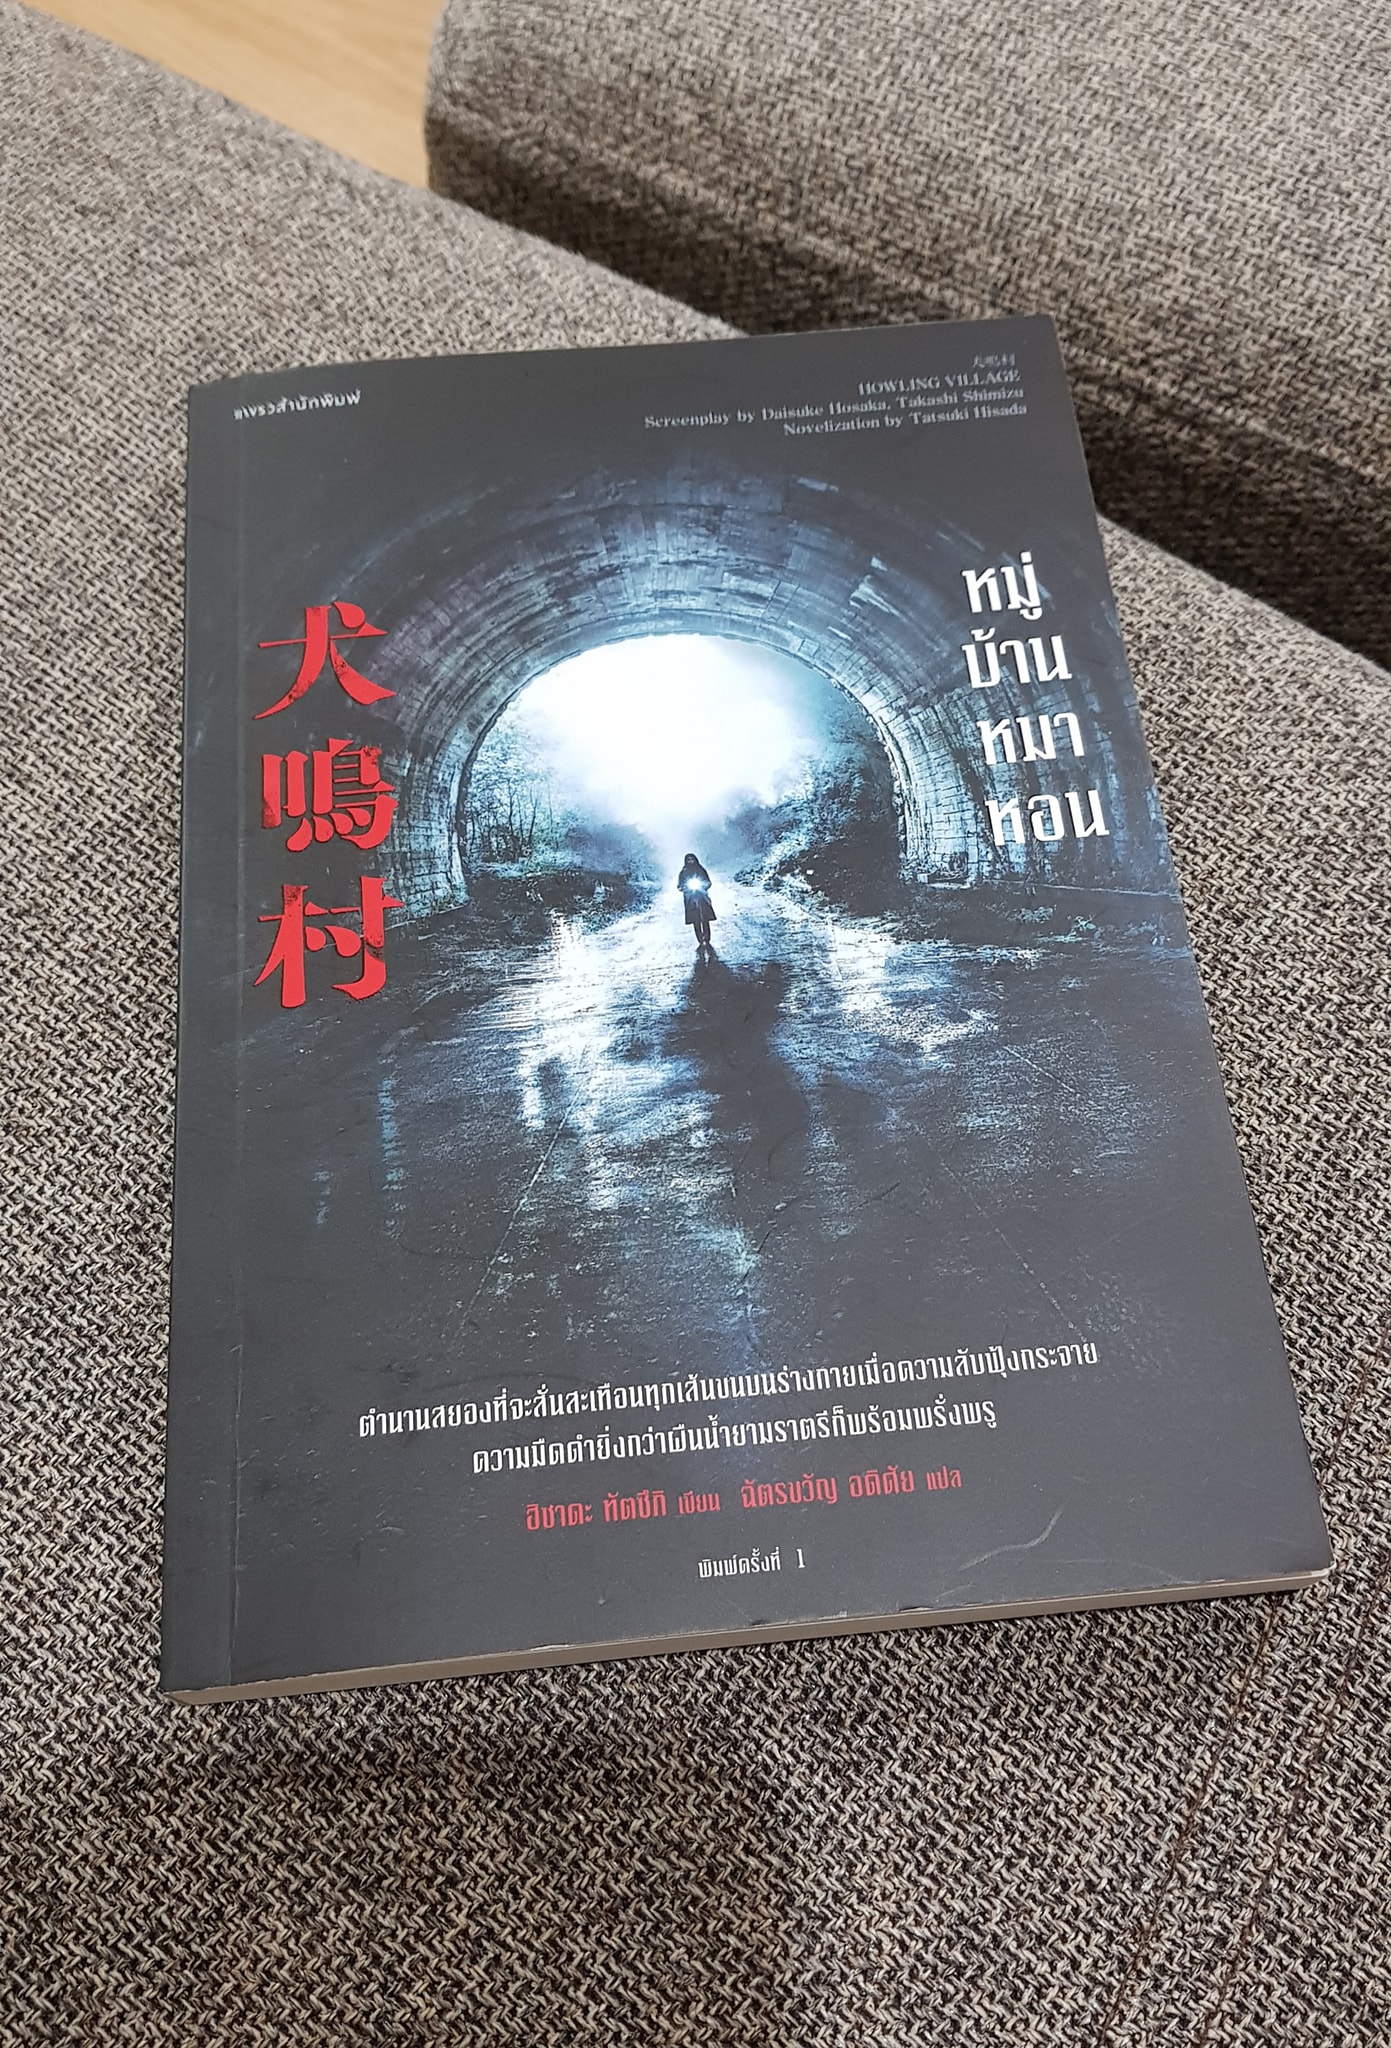 แพรวสำนักพิมพ์
犬鳴村
HOWLING VILLAGE
Screenplay by Daisuke Hosaka, Takashi Shimizu
Novelization by Tatsuki Hisada
犬
鳴
村
หมู่
บ้าน
หมา
หอน
ตำนานสยองที่จะสั่นสะเทือนทุกเส้นขนบนร่างกายเมื่อความลับฟุ้งกระจาย
ความมืดดำยิ่งกว่าผืนน้ำยามราตรีก็พร้อมพรั่งพรู
ฮิซาดะ ทัตซึกิ เขียน ฉัตรขวัญ อดิศัย แปล
พิมพ์ครั้งที่ 1